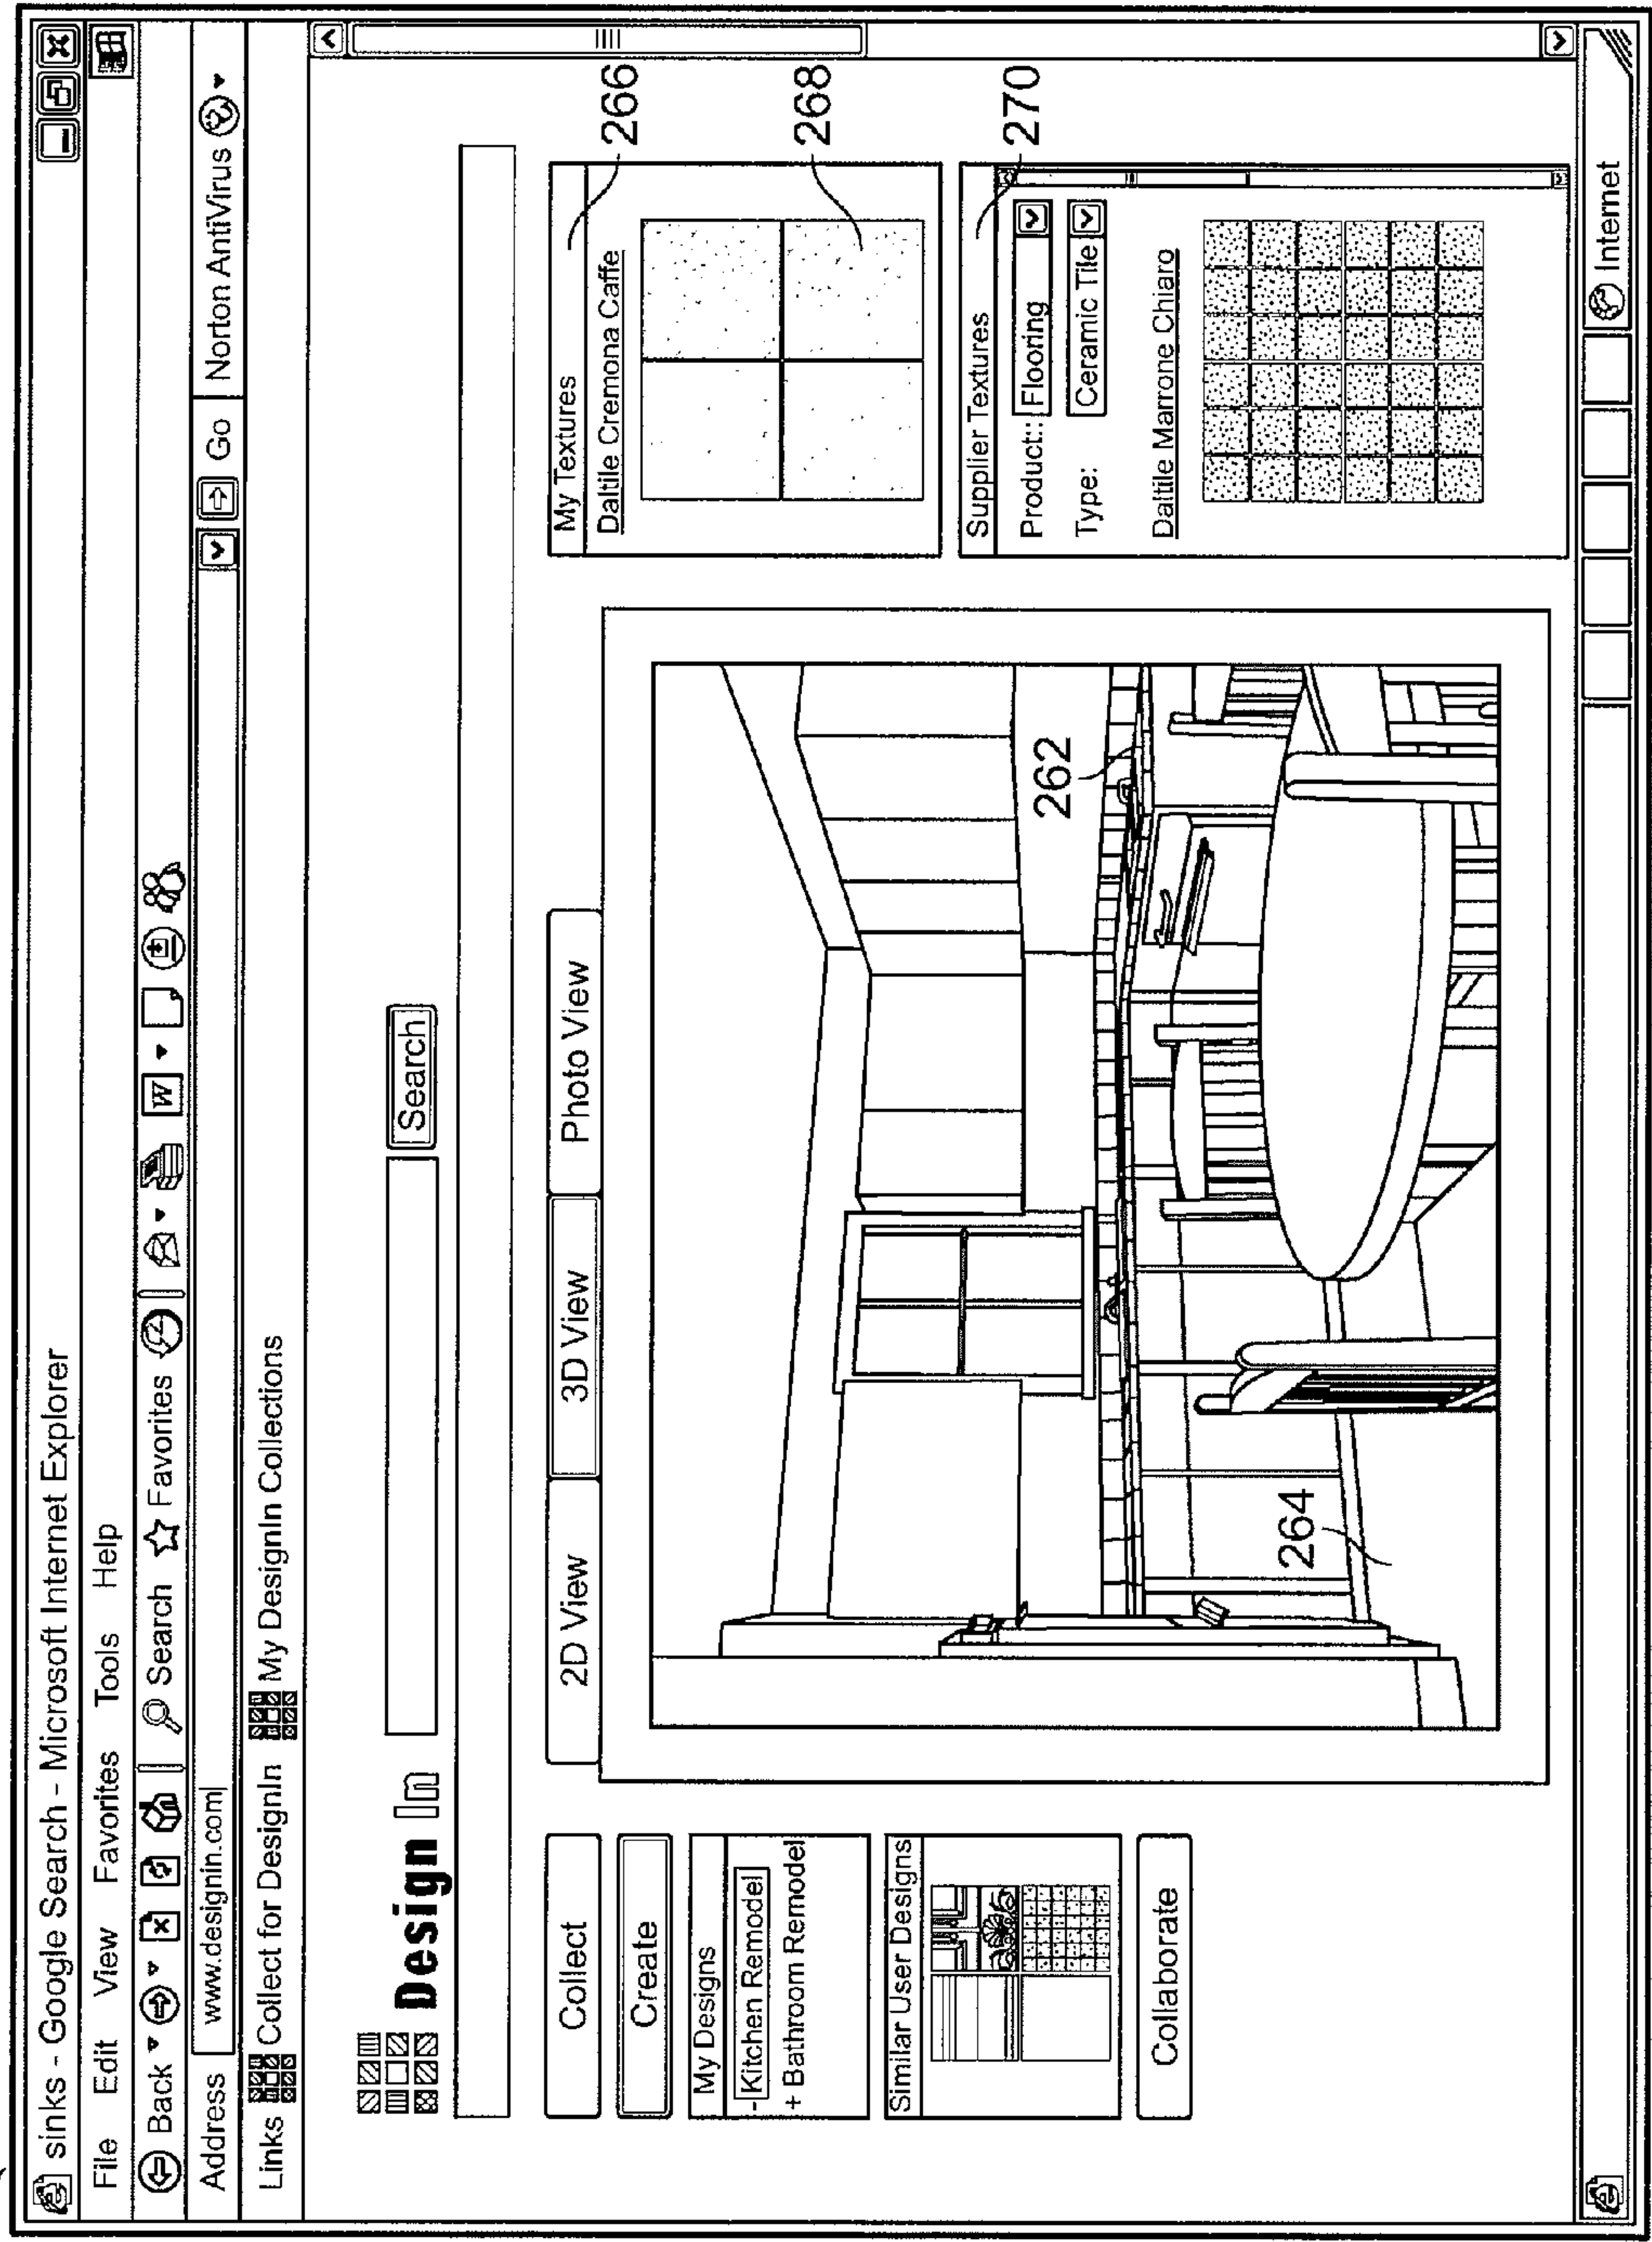 sinks - Google Search - Microsoft Internet Explorer
File Edit View Favorites Tools Help
Back Search Favorites W
Address www.designin.com Go Norton AntiVirus
Links Collect for DesignIn My DesignIn Collections
Design In Search
Collect
Create
My Designs
- Kitchen Remodel
+ Bathroom Remodel
Similar User Designs
Collaborate
2D View 3D View Photo View
262
264
My Textures
266
Daltile Cremona Caffe
268
Supplier Textures
270
Product:: Flooring
Type: Ceramic Tile
Daltile Marrone Chiaro
Internet